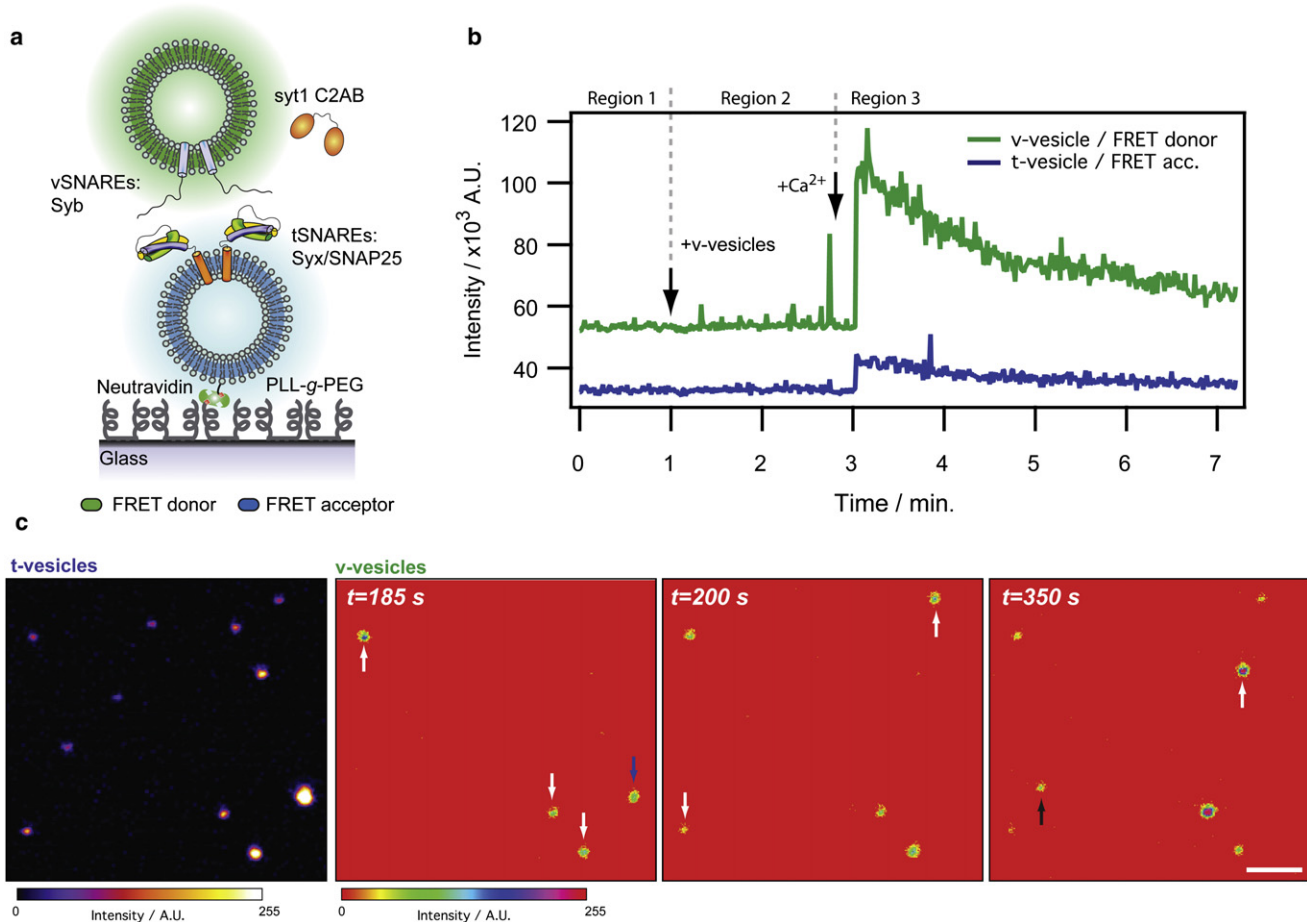 a
syt1 C2AB
vSNAREs:
Syb
tSNAREs:
Syx/SNAP25
Neutravidin
PLL-g-PEG
Glass
FRET donor
FRET acceptor
b
Region 1
Region 2
Region 3
120
100
80
60
40
Intensity / x10³ A.U.
v-vesicle / FRET donor
t-vesicle / FRET acc.
+Ca²⁺
+v-vesicles
0 1 2 3 4 5 6 7
Time / min.
c
t-vesicles
v-vesicles
t=185 s
t=200 s
t=350 s
0 Intensity / A.U. 255
0 Intensity / A.U. 255